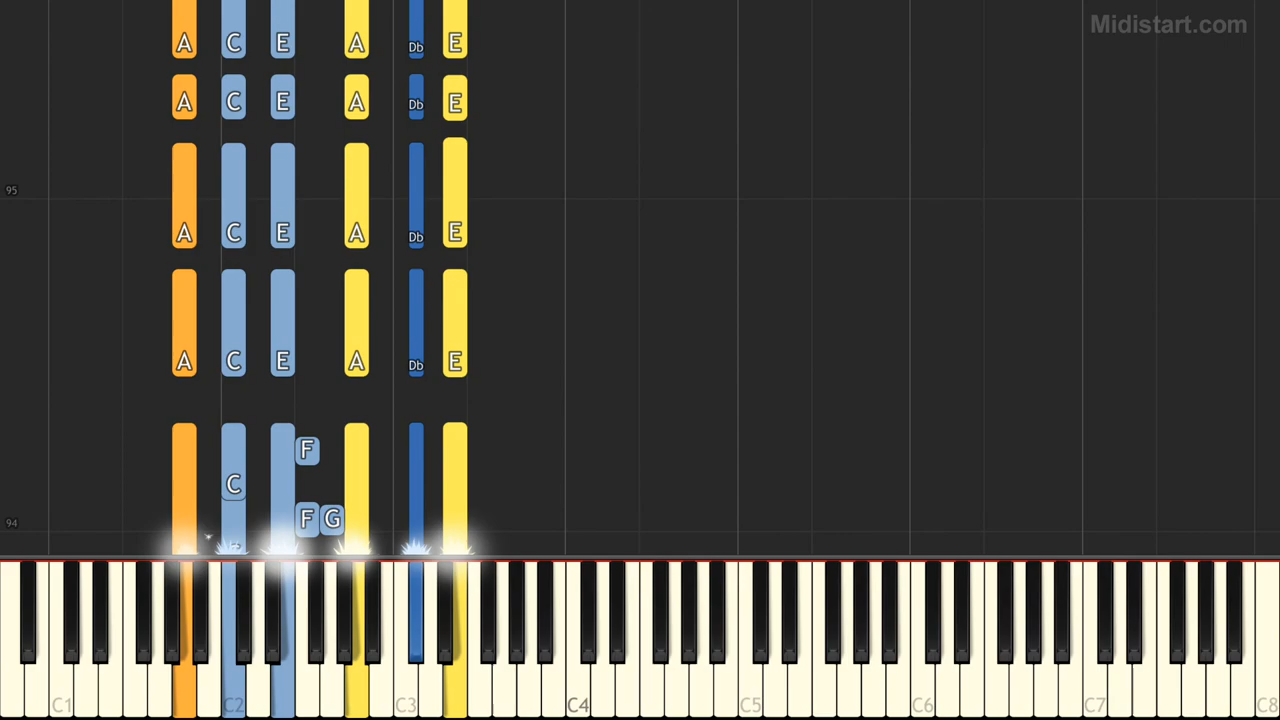 Midistart.com
A C E A Db E
A C E A Db E
95
A C E A Db E
A C E A Db E
F
C
F G
94
C1 C2 C3 C4 C5 C6 C7 C8